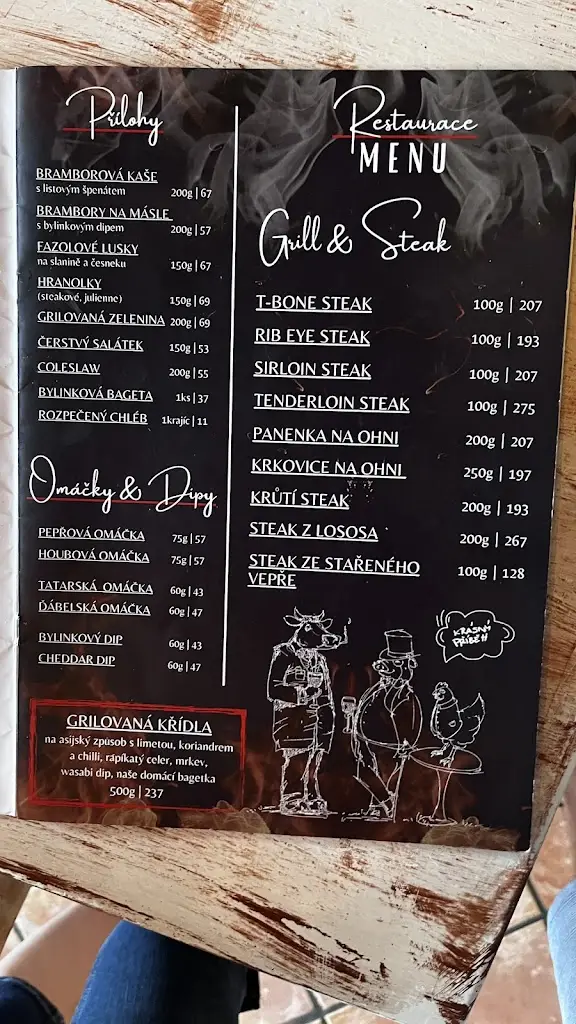 Přílohy
BRAMBOROVÁ KAŠE
s listovým špenátem 200g | 67
BRAMBORY NA MÁSLE
s bylinkovým dipem 200g | 57
FAZOLOVÉ LUSKY
na slanině a česneku 150g | 67
HRANOLKY
(steakové, julienne) 150g | 69
GRILOVANÁ ZELENINA 200g | 69
ČERSTVÝ SALÁTEK 150g | 53
COLESLAW 200g | 55
BYLINKOVÁ BAGETA 1ks | 37
ROZPEČENÝ CHLÉB 1krajíc | 11
Omáčky & Dipy
PEPŘOVÁ OMÁČKA 75g | 57
HOUBOVÁ OMÁČKA 75g | 57
TATARSKÁ OMÁČKA 60g | 43
ĎÁBELSKÁ OMÁČKA 60g | 47
BYLINKOVÝ DIP 60g | 43
CHEDDAR DIP 60g | 47
GRILOVANÁ KŘÍDLA
na asijský způsob s limetou, koriandrem
a chilli, rapíkatý celer, mrkev,
wasabi dip, naše domácí bagetka
500g | 237
Restaurace
MENU
Grill & Steak
T-BONE STEAK 100g | 207
RIB EYE STEAK 100g | 193
SIRLOIN STEAK 100g | 207
TENDERLOIN STEAK 100g | 275
PANENKA NA OHNI 200g | 207
KRKOVICE NA OHNI 250g | 197
KRŮTÍ STEAK 200g | 193
STEAK Z LOSOSA 200g | 267
STEAK ZE STAŘENÉHO
VEPŘE 100g | 128
KRÁSNÝ
PŘÍBĚH